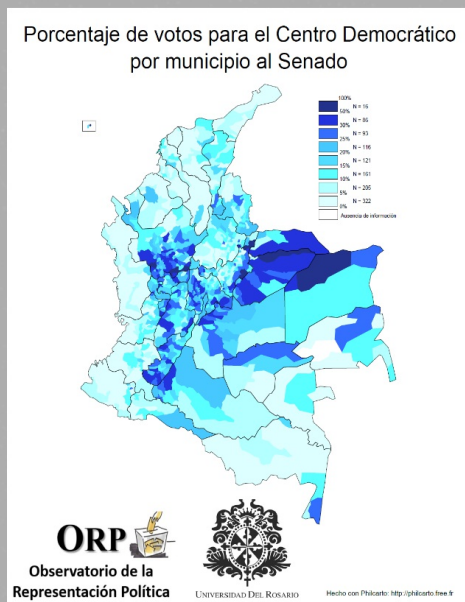 Porcentaje de votos para el Centro Democrático
por municipio al Senado
100%
N = 16
50%
N = 86
30%
N = 93
25%
N = 116
20%
N = 121
15%
N = 161
10%
N = 205
5%
N = 322
0%
Ausencia de información
ORP
Observatorio de la
Representación Política
UNIVERSIDAD DEL ROSARIO
Hecho con Philcarto: http://philcarto.free.fr